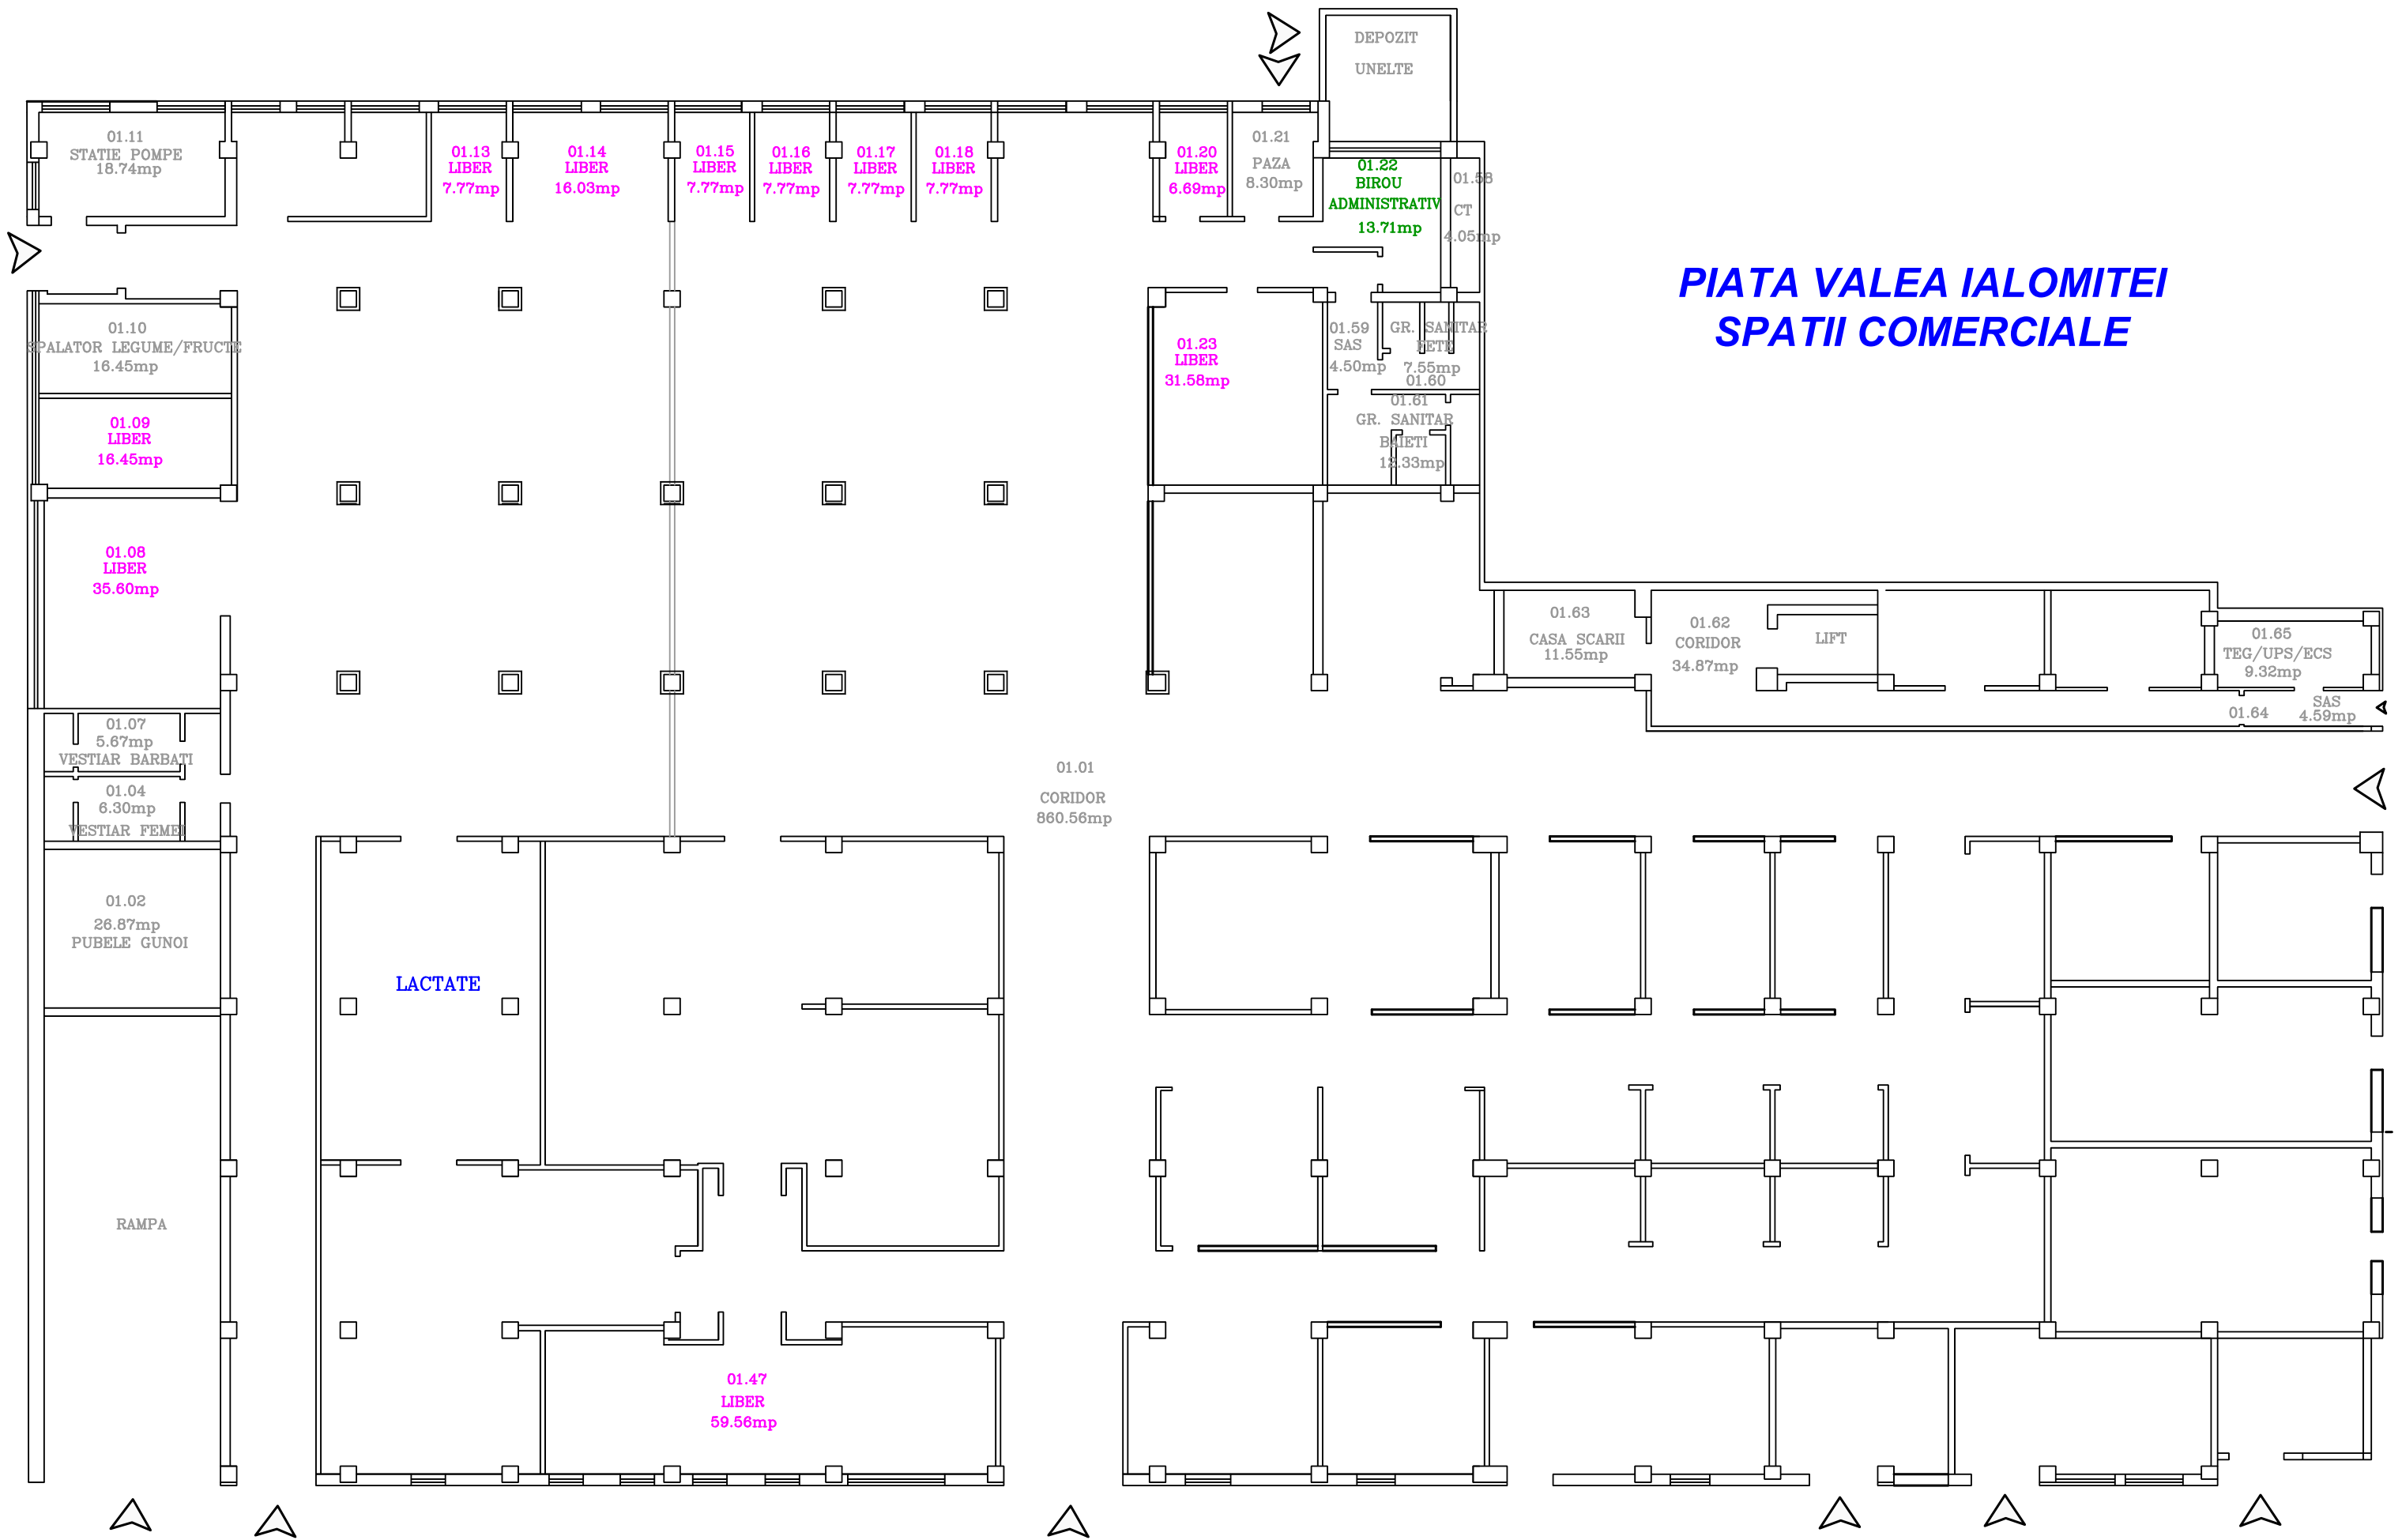 DEPOZIT
UNELTE
01.11
STATIE POMPE
18.74mp
01.13
LIBER
7.77mp
01.14
LIBER
16.03mp
01.15
LIBER
7.77mp
01.16
LIBER
7.77mp
01.17
LIBER
7.77mp
01.18
LIBER
7.77mp
01.20
LIBER
6.69mp
01.21
PAZA
8.30mp
01.22
BIROU
ADMINISTRATIV
13.71mp
01.58
CT
4.05mp
PIATA VALEA IALOMITEI
SPATII COMERCIALE
01.10
SPALATOR LEGUME/FRUCTE
16.45mp
01.23
LIBER
31.58mp
01.59
SAS
4.50mp
GR. SANITAR
FETE
7.55mp
01.60
01.61
GR. SANITAR
BAIETI
12.33mp
01.09
LIBER
16.45mp
01.08
LIBER
35.60mp
01.63
CASA SCARII
11.55mp
01.62
CORIDOR
34.87mp
LIFT
01.65
TEG/UPS/ECS
9.32mp
SAS
4.59mp
01.64
01.07
5.67mp
VESTIAR BARBATI
01.04
6.30mp
VESTIAR FEMEI
01.01
CORIDOR
860.56mp
01.02
26.87mp
PUBELE GUNOI
LACTATE
RAMPA
01.47
LIBER
59.56mp